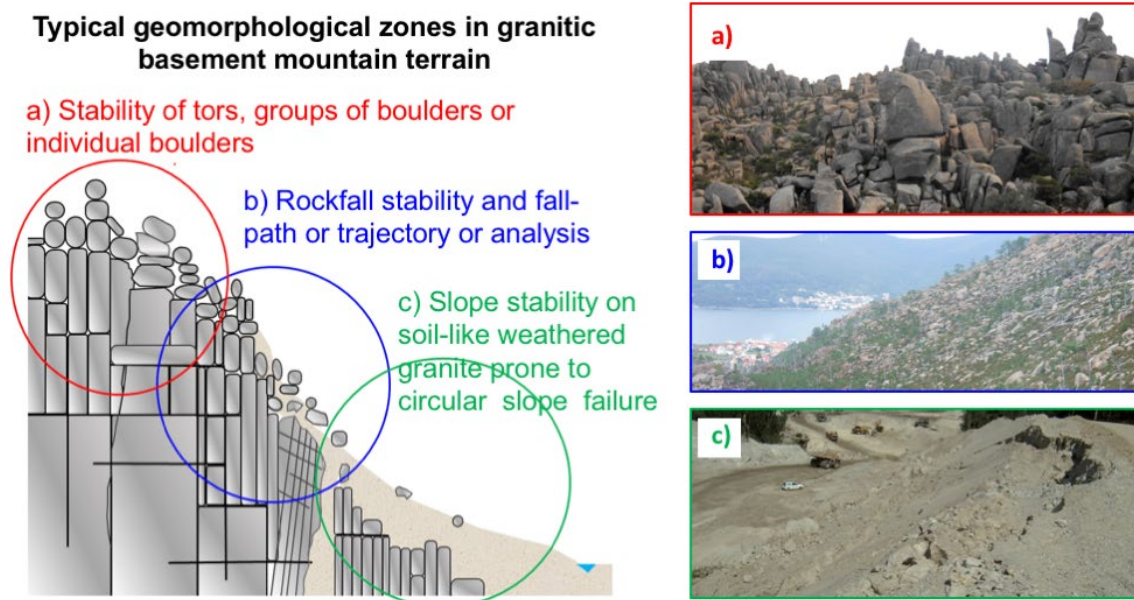 Typical geomorphological zones in granitic
basement mountain terrain
a) Stability of tors, groups of boulders or
individual boulders
b) Rockfall stability and fall-
path or trajectory or analysis
c) Slope stability on
soil-like weathered
granite prone to
circular slope failure
a)
b)
c)